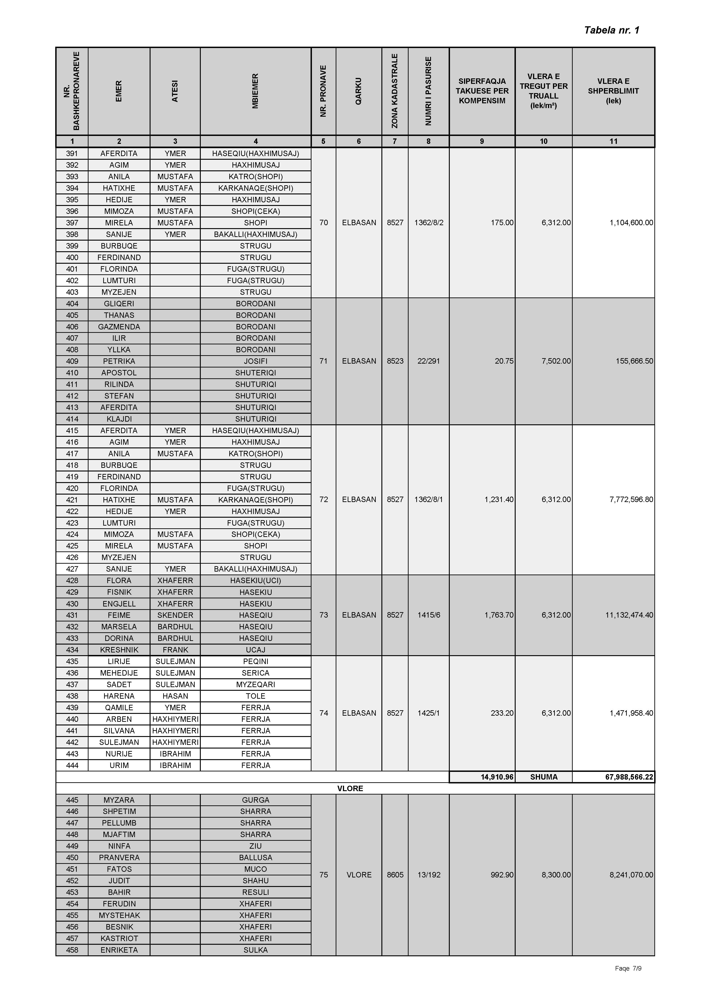 Tabela nr. 1
NR. BASHKEPRONAREVE EMER ATESI MBIEMER NR. PRONAVE QARKU ZONA KADASTRALE NUMRI I PASURISE SIPERFAQJA TAKUESE PER KOMPENSIM VLERA E TREGUT PER TRUALL (lek/m²) VLERA E SHPERBLIMIT (lek)
1 2 3 4 5 6 7 8 9 10 11
391 AFERDITA YMER HASEQIU(HAXHIMUSAJ)
392 AGIM YMER HAXHIMUSAJ
393 ANILA MUSTAFA KATRO(SHOPI)
394 HATIXHE MUSTAFA KARKANAQE(SHOPI)
395 HEDIJE YMER HAXHIMUSAJ
396 MIMOZA MUSTAFA SHOPI(CEKA)
397 MIRELA MUSTAFA SHOPI 70 ELBASAN 8527 1362/8/2 175.00 6,312.00 1,104,600.00
398 SANIJE YMER BAKALLI(HAXHIMUSAJ)
399 BURBUQE STRUGU
400 FERDINAND STRUGU
401 FLORINDA FUGA(STRUGU)
402 LUMTURI FUGA(STRUGU)
403 MYZEJEN STRUGU
404 GLIQERI BORODANI
405 THANAS BORODANI
406 GAZMENDA BORODANI
407 ILIR BORODANI
408 YLLKA BORODANI
409 PETRIKA JOSIFI 71 ELBASAN 8523 22/291 20.75 7,502.00 155,666.50
410 APOSTOL SHUTERIQI
411 RILINDA SHUTURIQI
412 STEFAN SHUTURIQI
413 AFERDITA SHUTURIQI
414 KLAJDI SHUTURIQI
415 AFERDITA YMER HASEQIU(HAXHIMUSAJ)
416 AGIM YMER HAXHIMUSAJ
417 ANILA MUSTAFA KATRO(SHOPI)
418 BURBUQE STRUGU
419 FERDINAND STRUGU
420 FLORINDA FUGA(STRUGU)
421 HATIXHE MUSTAFA KARKANAQE(SHOPI) 72 ELBASAN 8527 1362/8/1 1,231.40 6,312.00 7,772,596.80
422 HEDIJE YMER HAXHIMUSAJ
423 LUMTURI FUGA(STRUGU)
424 MIMOZA MUSTAFA SHOPI(CEKA)
425 MIRELA MUSTAFA SHOPI
426 MYZEJEN STRUGU
427 SANIJE YMER BAKALLI(HAXHIMUSAJ)
428 FLORA XHAFERR HASEKIU(UCI)
429 FISNIK XHAFERR HASEKIU
430 ENGJELL XHAFERR HASEKIU
431 FEIME SKENDER HASEQIU 73 ELBASAN 8527 1415/6 1,763.70 6,312.00 11,132,474.40
432 MARSELA BARDHUL HASEQIU
433 DORINA BARDHUL HASEQIU
434 KRESHNIK FRANK UCAJ
435 LIRIJE SULEJMAN PEQINI
436 MEHEDIJE SULEJMAN SERICA
437 SADET SULEJMAN MYZEQARI
438 HARENA HASAN TOLE
439 QAMILE YMER FERRJA
74 ELBASAN 8527 1425/1 233.20 6,312.00 1,471,958.40
440 ARBEN HAXHIYMERI FERRJA
441 SILVANA HAXHIYMERI FERRJA
442 SULEJMAN HAXHIYMERI FERRJA
443 NURIJE IBRAHIM FERRJA
444 URIM IBRAHIM FERRJA
14,910.96 SHUMA 67,988,566.22
VLORE
445 MYZARA GURGA
446 SHPETIM SHARRA
447 PELLUMB SHARRA
448 MJAFTIM SHARRA
449 NINFA ZIU
450 PRANVERA BALLUSA
451 FATOS MUCO
75 VLORE 8605 13/192 992.90 8,300.00 8,241,070.00
452 JUDIT SHAHU
453 BAHIR RESULI
454 FERUDIN XHAFERI
455 MYSTEHAK XHAFERI
456 BESNIK XHAFERI
457 KASTRIOT XHAFERI
458 ENRIKETA SULKA
Faqe 7/9